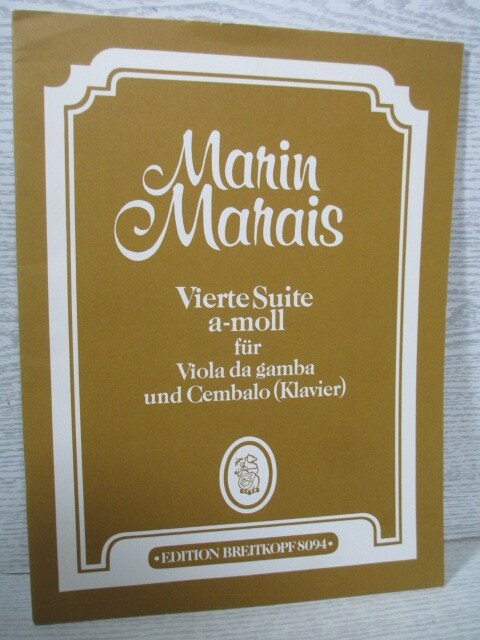 Marin
Marais
Vierte Suite
a-moll
für
Viola da gamba
und Cembalo (Klavier)
• EDITION BREITKOPF 8094 •